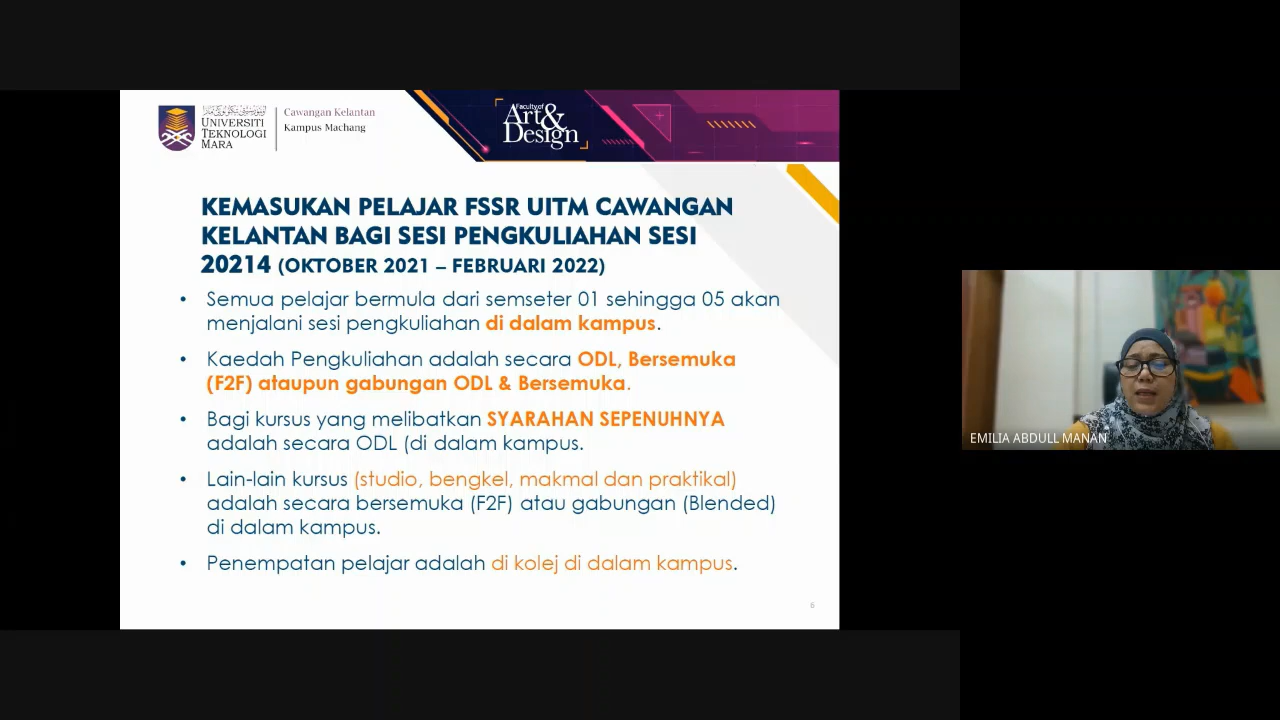 UNIVERSITI
TEKNOLOGI
MARA
Cawangan Kelantan
Kampus Machang
Faculty of
Art&
Design
KEMASUKAN PELAJAR FSSR UITM CAWANGAN
KELANTAN BAGI SESI PENGKULIAHAN SESI
20214 (OKTOBER 2021 – FEBRUARI 2022)
• Semua pelajar bermula dari semseter 01 sehingga 05 akan
menjalani sesi pengkuliahan di dalam kampus.
• Kaedah Pengkuliahan adalah secara ODL, Bersemuka
(F2F) ataupun gabungan ODL & Bersemuka.
• Bagi kursus yang melibatkan SYARAHAN SEPENUHNYA
adalah secara ODL (di dalam kampus.
• Lain-lain kursus (studio, bengkel, makmal dan praktikal)
adalah secara bersemuka (F2F) atau gabungan (Blended)
di dalam kampus.
• Penempatan pelajar adalah di kolej di dalam kampus.
6
EMILIA ABDULL MANAN